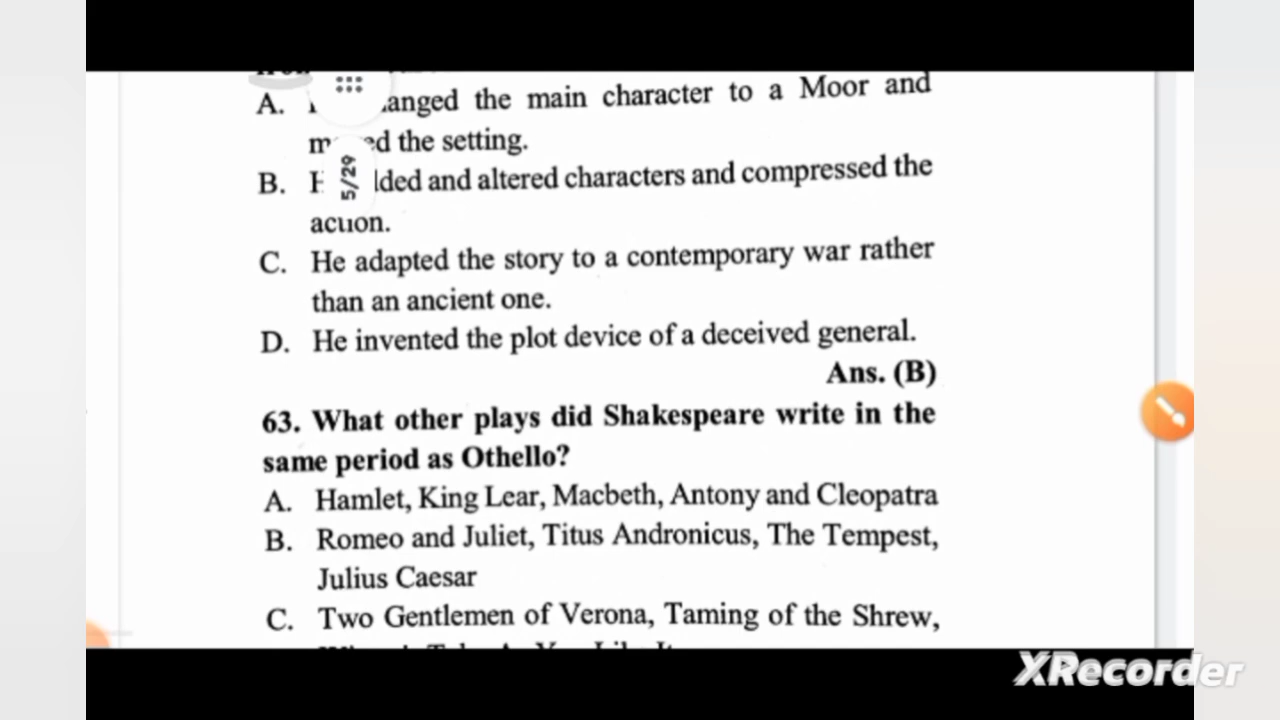 A. anged the main character to a Moor and
the setting.
B. lded and altered characters and compressed the
action.
C. He adapted the story to a contemporary war rather
than an ancient one.
D. He invented the plot device of a deceived general.
Ans. (B)
63. What other plays did Shakespeare write in the
same period as Othello?
A. Hamlet, King Lear, Macbeth, Antony and Cleopatra
B. Romeo and Juliet, Titus Andronicus, The Tempest,
Julius Caesar
C. Two Gentlemen of Verona, Taming of the Shrew,
5/29
XRecorder